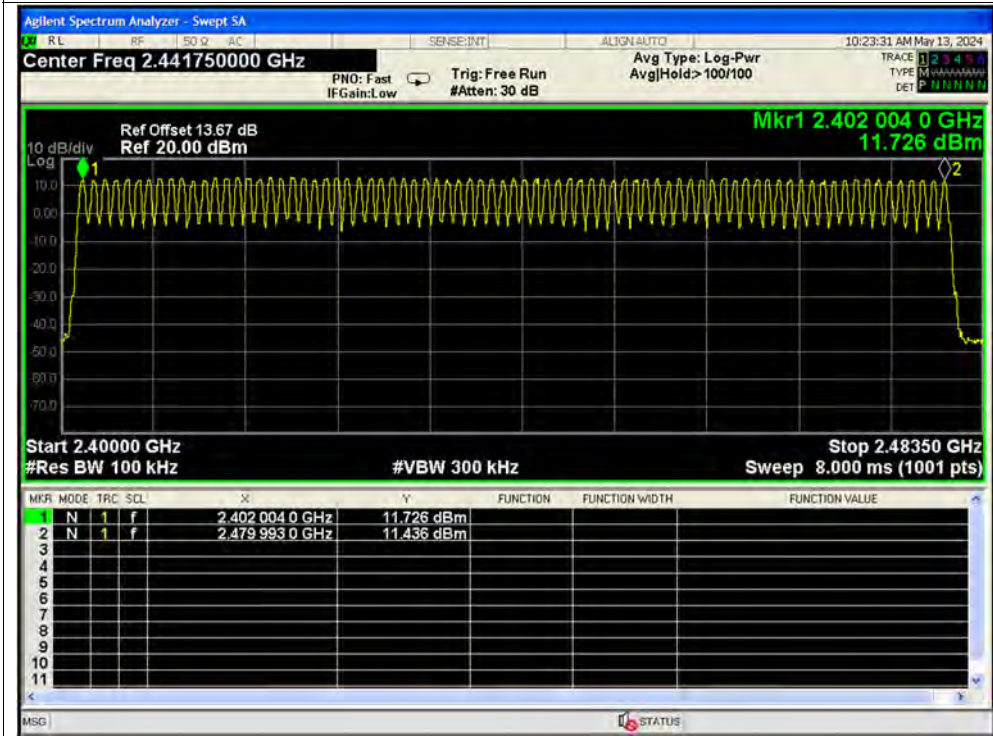 Agilent Spectrum Analyzer - Swept SA
RL RF 50 Ω AC SENSE:INT ALIGN AUTO 10:23:31 AM May 13, 2024
Center Freq 2.441750000 GHz Avg Type: Log-Pwr TRACE 1 2 3 4 5 6
PNO: Fast Trig: Free Run Avg|Hold:> 100/100 TYPE M
IFGain:Low #Atten: 30 dB DET P N N N N N
Mkr1 2.402 004 0 GHz
Ref Offset 13.67 dB
10 dB/div Ref 20.00 dBm 11.726 dBm
Log
1 2
10.0
0.00
-10.0
-20.0
-30.0
-40.0
-50.0
-60.0
-70.0
Start 2.40000 GHz Stop 2.48350 GHz
#Res BW 100 kHz #VBW 300 kHz Sweep 8.000 ms (1001 pts)
MKR MODE TRC SCL X Y FUNCTION FUNCTION WIDTH FUNCTION VALUE
1 N 1 f 2.402 004 0 GHz 11.726 dBm
2 N 1 f 2.479 993 0 GHz 11.436 dBm
3
4
5
6
7
8
9
10
11
MSG STATUS